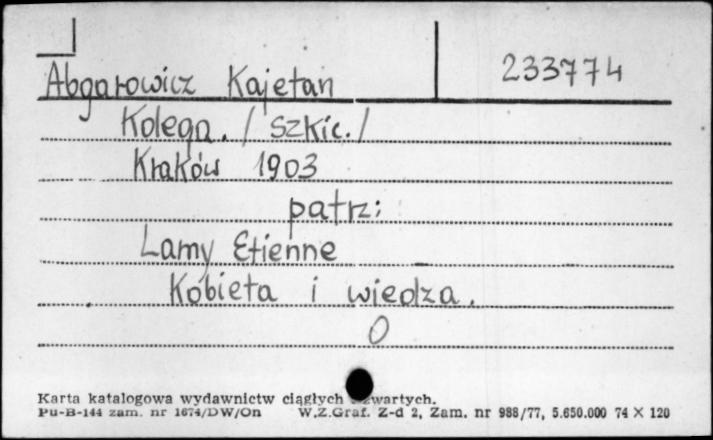 Abgarowicz Kajetan 233774
Kolega. /szkic./
Kraków 1903
patrz:
Lamy Etienne
Kobieta i wiedza.
O
Karta katalogowa wydawnictw ciągłych zwartych.
Pu-B-144 zam. nr 1674/DW/On W.Z.Graf. Z-d 2, Zam. nr 988/77, 5.650.000 74 X 120